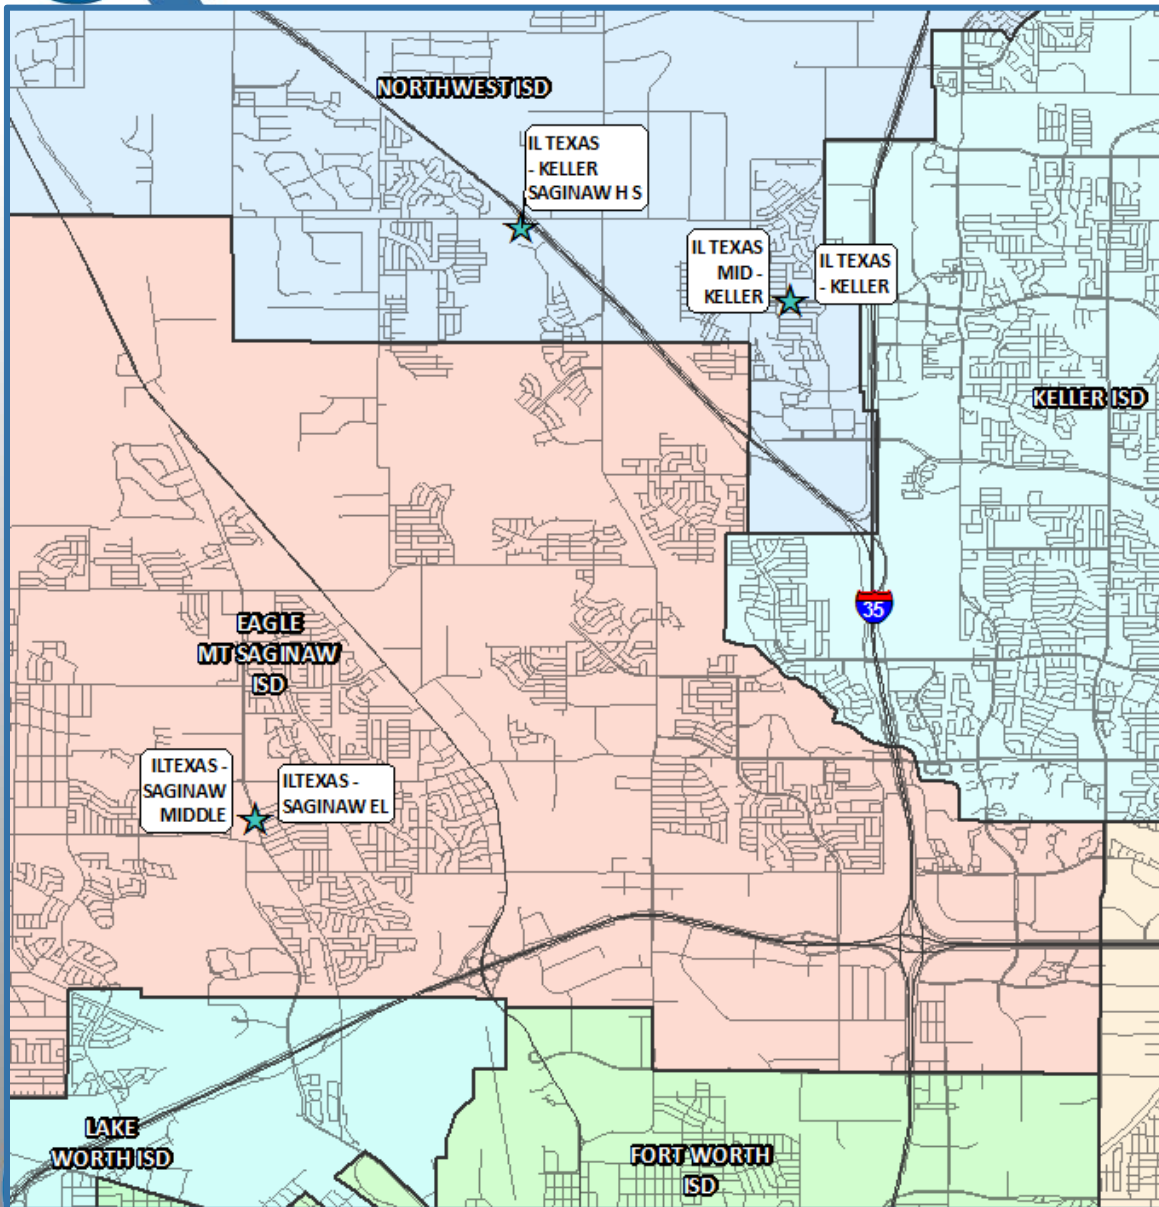 NORTHWEST ISD
IL TEXAS
- KELLER
SAGINAW H S
IL TEXAS
MID -
KELLER
IL TEXAS
- KELLER
KELLER ISD
35
EAGLE
MT SAGINAW
ISD
ILTEXAS -
SAGINAW
MIDDLE
ILTEXAS -
SAGINAW EL
LAKE
WORTH ISD
FORT WORTH
ISD